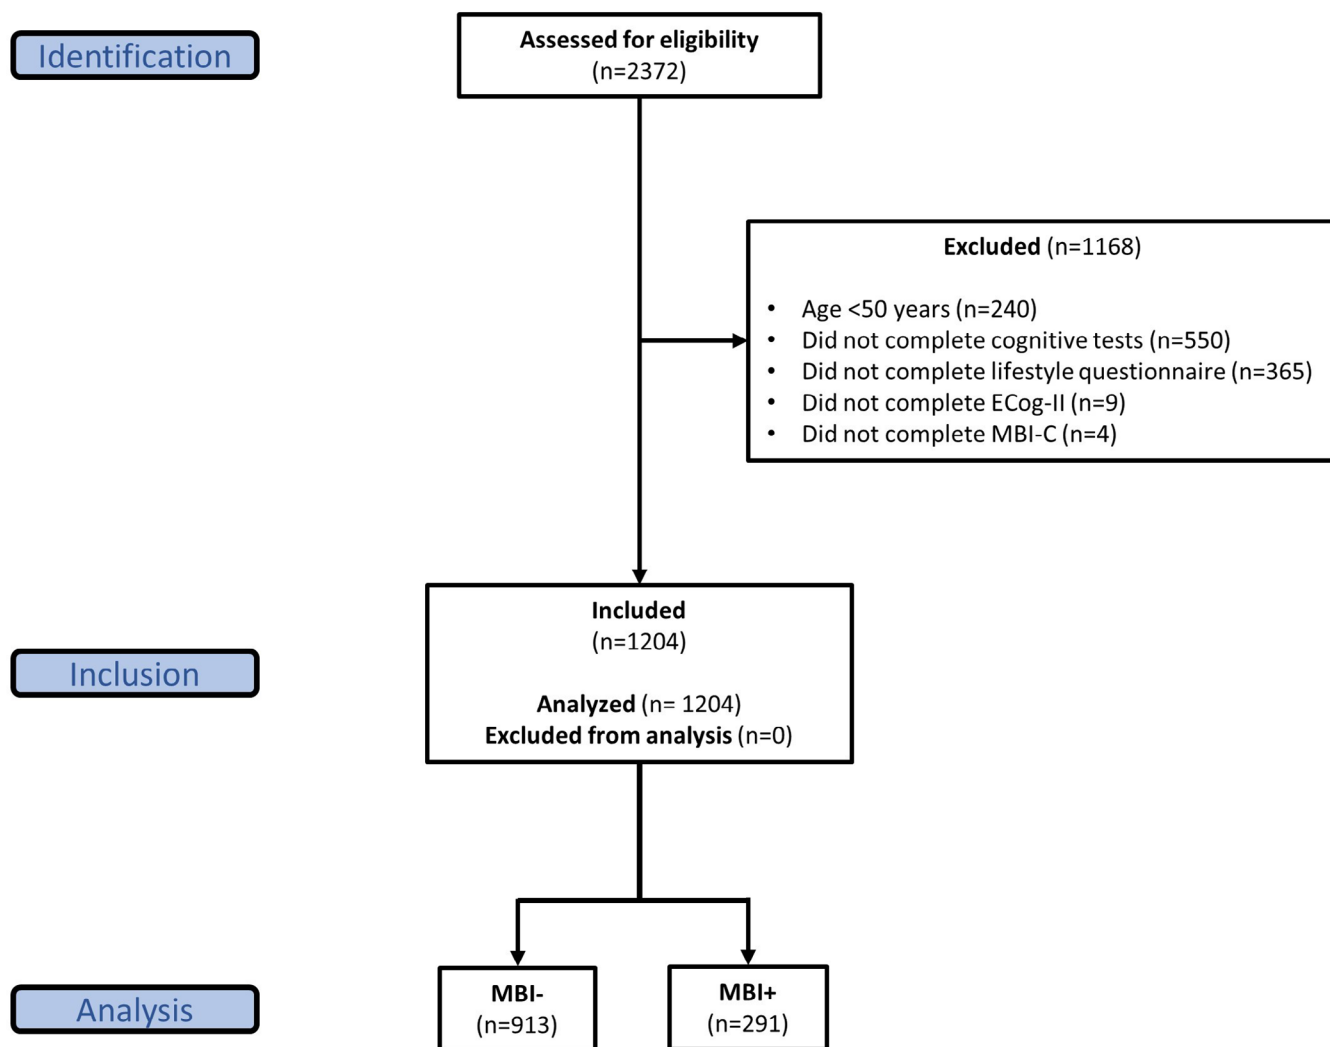 Identification
Assessed for eligibility
(n=2372)
Excluded (n=1168)
• Age <50 years (n=240)
• Did not complete cognitive tests (n=550)
• Did not complete lifestyle questionnaire (n=365)
• Did not complete ECog-II (n=9)
• Did not complete MBI-C (n=4)
Inclusion
Included
(n=1204)
Analyzed (n= 1204)
Excluded from analysis (n=0)
Analysis
MBI-
(n=913)
MBI+
(n=291)